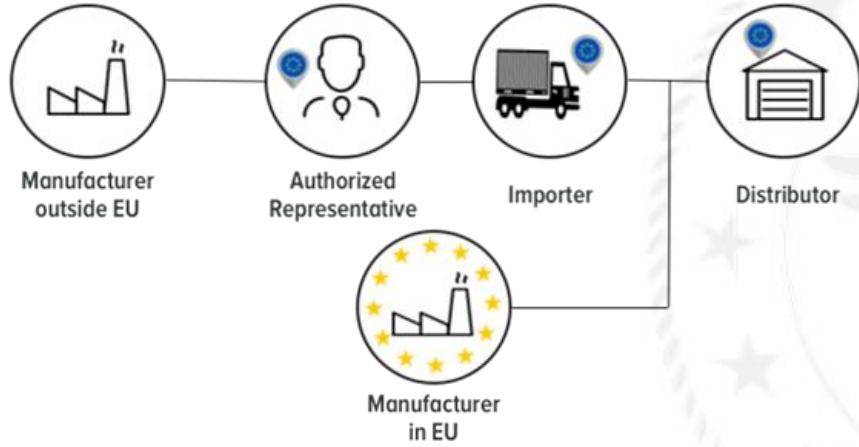 Manufacturer
outside EU
Authorized
Representative
Importer
Distributor
Manufacturer
in EU